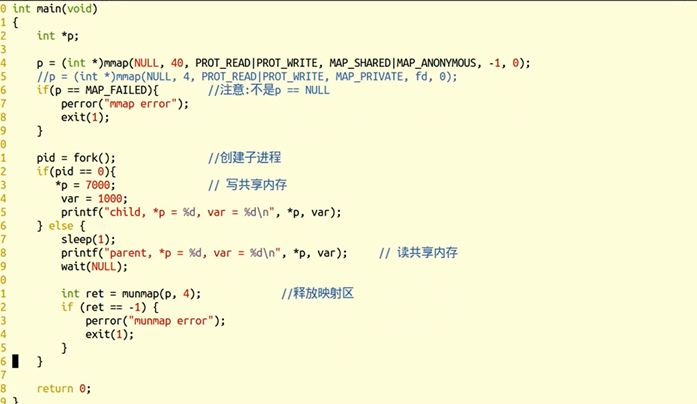 0 int main(void)
1 {
2     int *p;
3
4     p = (int *)mmap(NULL, 40, PROT_READ|PROT_WRITE, MAP_SHARED|MAP_ANONYMOUS, -1, 0);
5     //p = (int *)mmap(NULL, 4, PROT_READ|PROT_WRITE, MAP_PRIVATE, fd, 0);
6     if(p == MAP_FAILED){        //注意:不是p == NULL
7         perror("mmap error");
8         exit(1);
9     }
0
1     pid = fork();               //创建子进程
2     if(pid == 0){
3        *p = 7000;               // 写共享内存
4         var = 1000;
5         printf("child, *p = %d, var = %d\n", *p, var);
6     } else {
7         sleep(1);
8         printf("parent, *p = %d, var = %d\n", *p, var);     // 读共享内存
9         wait(NULL);
0
1         int ret = munmap(p, 4);             //释放映射区
2         if (ret == -1) {
3             perror("munmap error");
4             exit(1);
5         }
6     }
7
8     return 0;
9 }